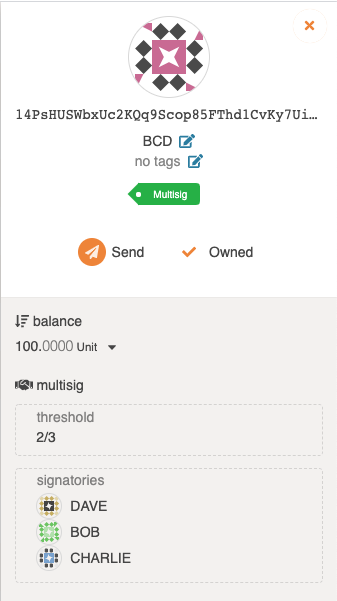 14PsHUSWbxUc2KQq9Scop85FThd1CvKy7Ui…
BCD
no tags
Multisig
Send
Owned
balance
100.0000 Unit
multisig
threshold
2/3
signatories
DAVE
BOB
CHARLIE